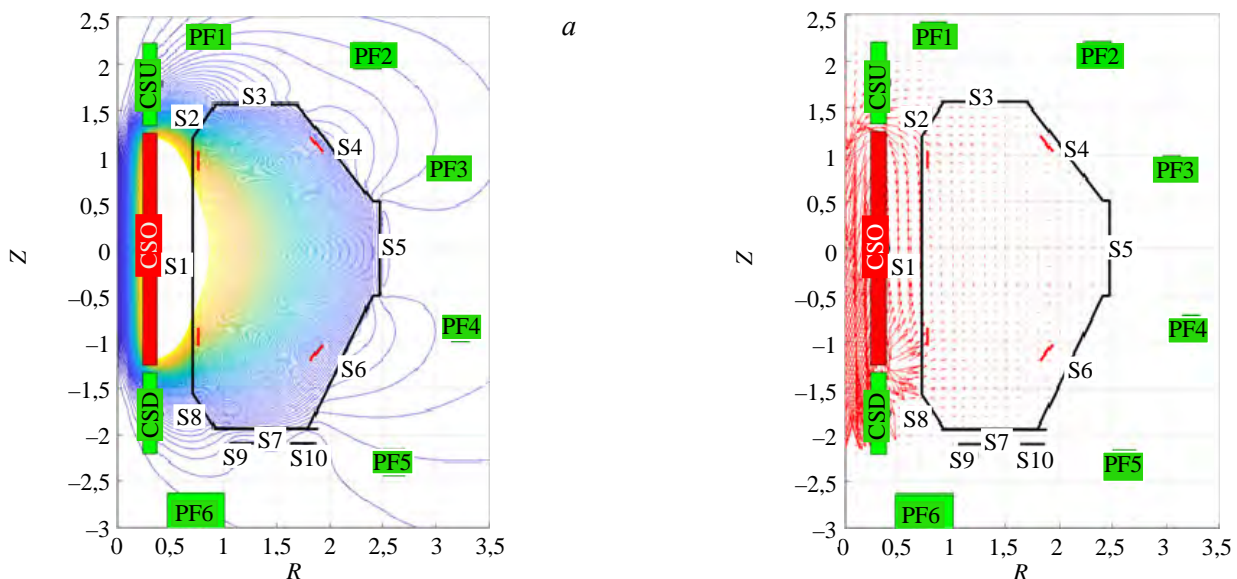 2,5
2
1,5
1
0,5
0
–0,5
–1
–1,5
–2
–2,5
–3
Z
0
0,5
1
1,5
2
2,5
3
3,5
R
PF1
PF2
CSU
S3
S2
S4
PF3
CSO
S1
S5
PF4
S6
CSD
S8
S7
S9
S10
PF5
PF6
a
2,5
2
1,5
1
0,5
0
–0,5
–1
–1,5
–2
–2,5
–3
Z
0
0,5
1
1,5
2
2,5
3
3,5
R
PF1
PF2
CSU
S3
S2
S4
PF3
CSO
S1
S5
PF4
S6
CSD
S8
S7
S9
S10
PF5
PF6